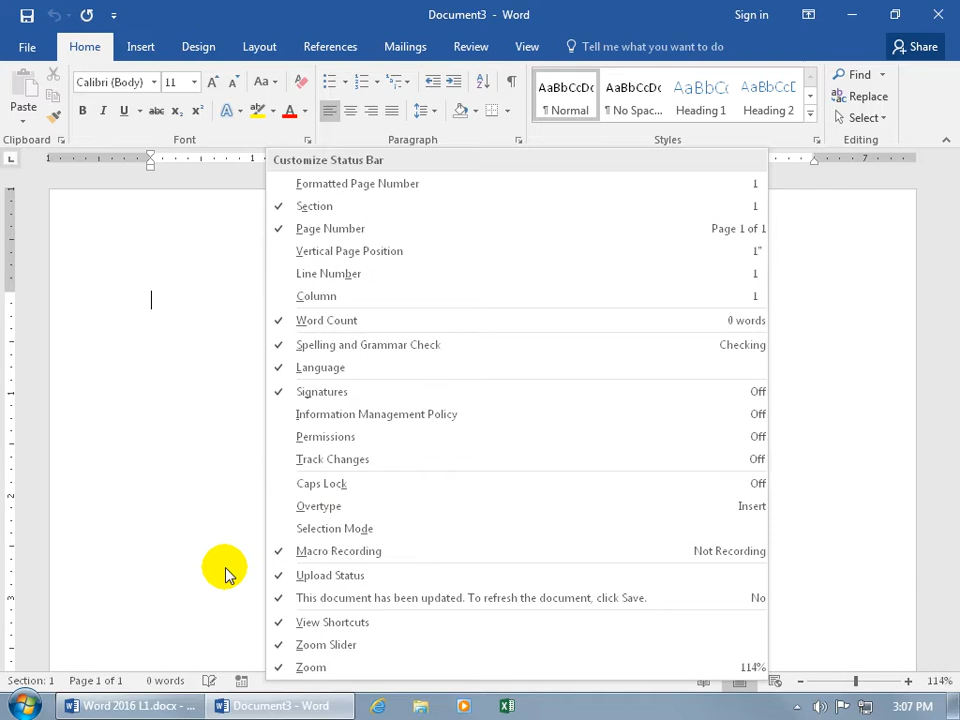 Document3 - Word
Sign in
File Home Insert Design Layout References Mailings Review View Tell me what you want to do Share
Paste
Calibri (Body) 11
B I U abc x₂ x² A A
AaBbCcDc AaBbCcDc AaBbCc AaBbCcE
¶ Normal ¶ No Spac... Heading 1 Heading 2
Find
Replace
Select
Clipboard Font Paragraph Styles Editing
1 1 7
Customize Status Bar
Formatted Page Number 1
Section 1
Page Number Page 1 of 1
Vertical Page Position 1"
Line Number 1
Column 1
Word Count 0 words
Spelling and Grammar Check Checking
Language
Signatures Off
Information Management Policy Off
Permissions Off
Track Changes Off
Caps Lock Off
Overtype Insert
Selection Mode
Macro Recording Not Recording
Upload Status
This document has been updated. To refresh the document, click Save. No
View Shortcuts
Zoom Slider
Zoom 114%
Section: 1 Page 1 of 1 0 words 114%
Word 2016 L1.docx - ... Document3 - Word 3:07 PM